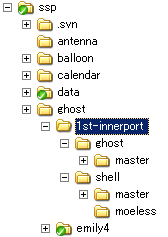 ssp
.svn
antenna
balloon
calendar
data
ghost
1st-innerport
ghost
master
shell
master
moeless
emily4